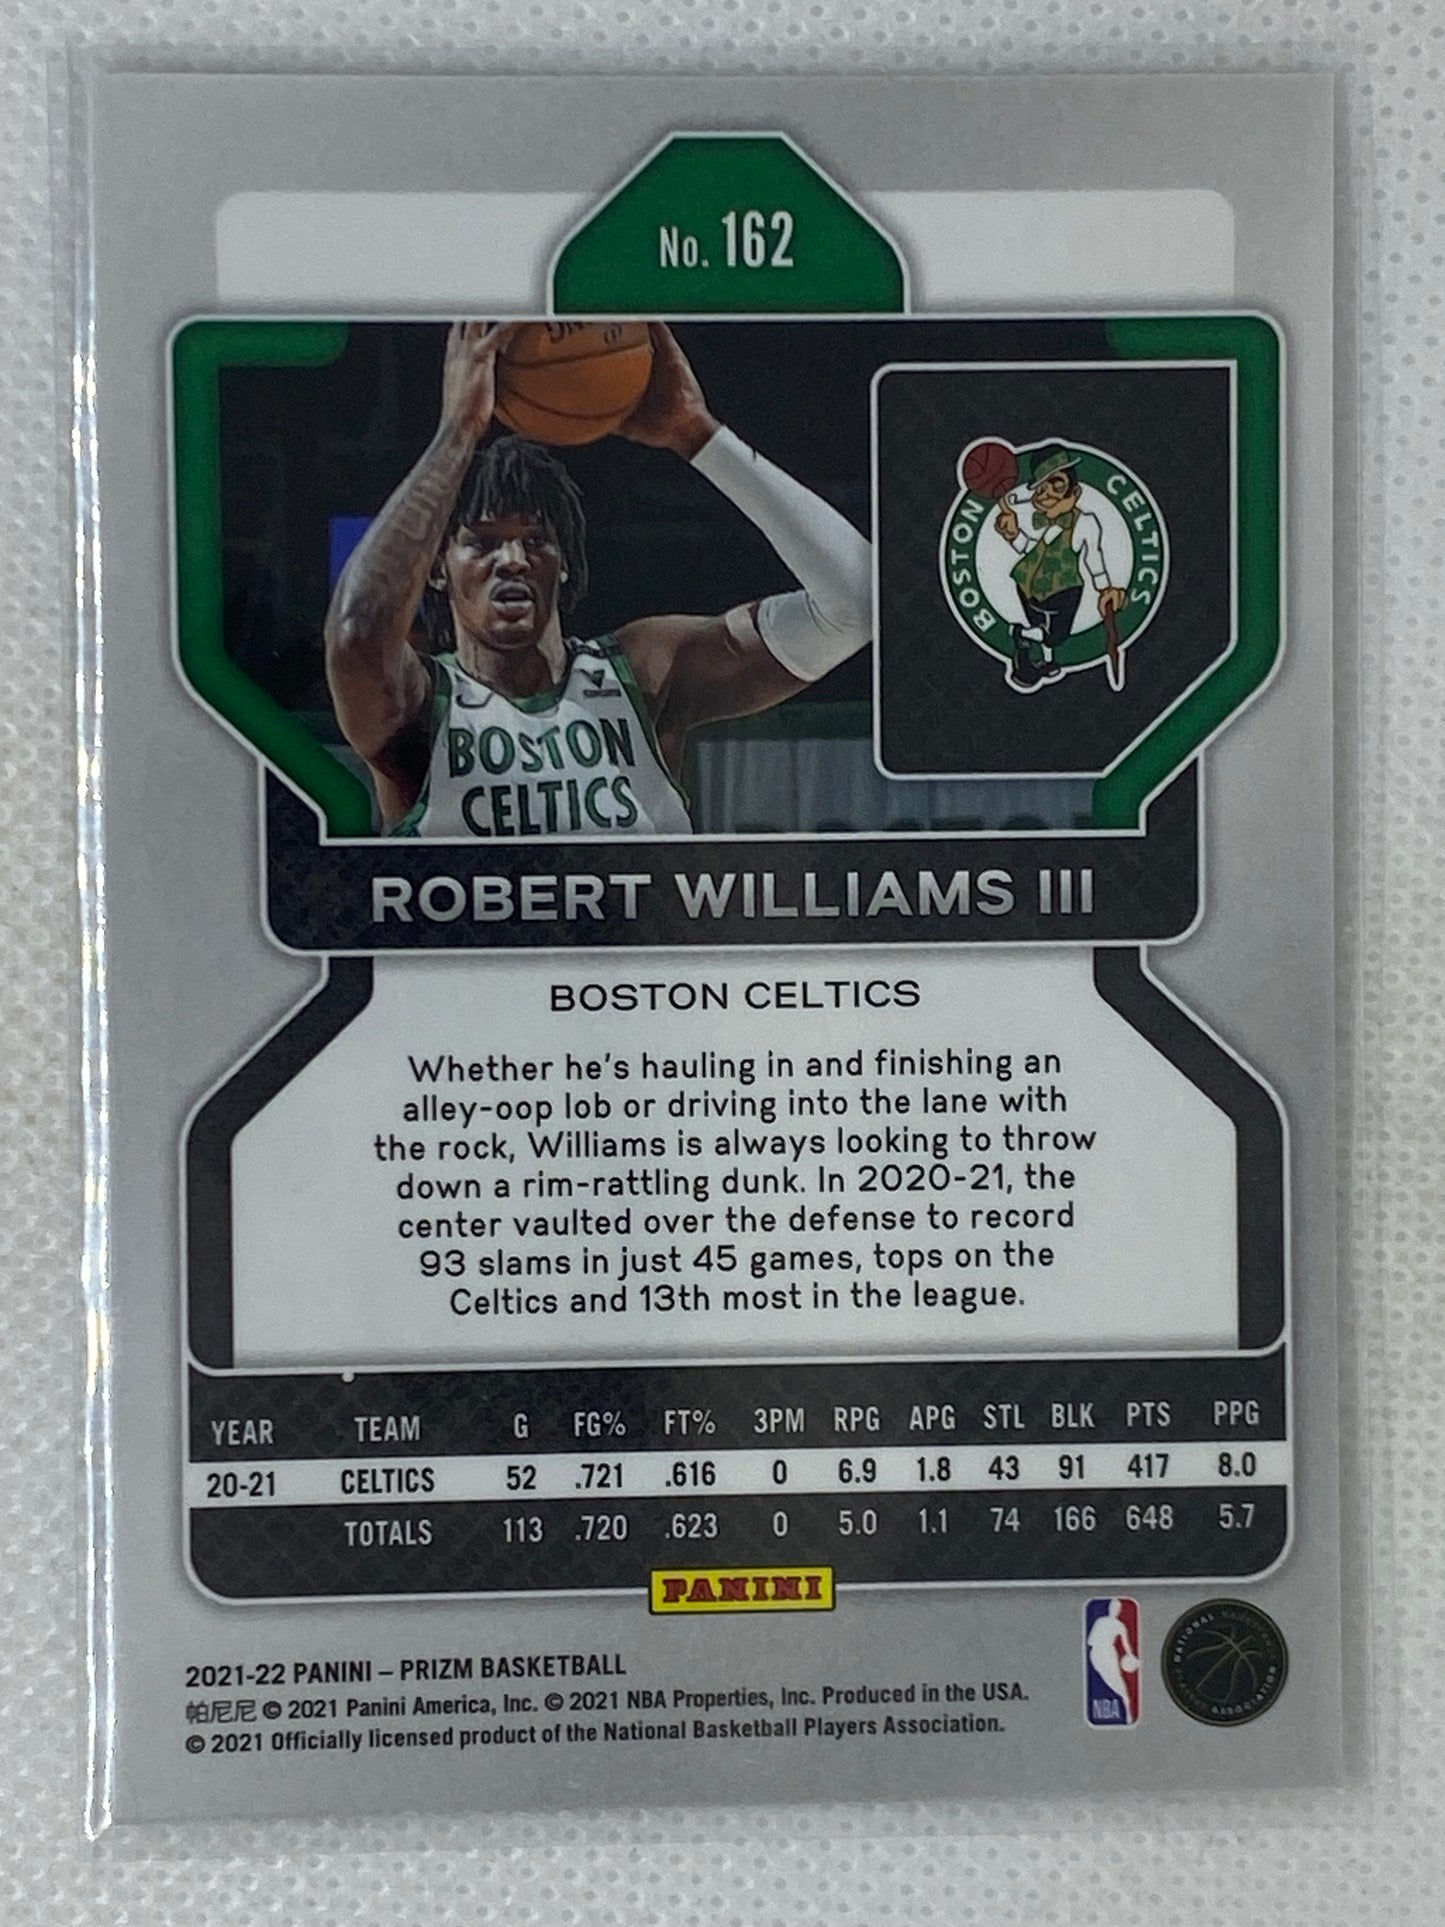 No. 162
BOSTON CELTICS
BOSTON
CELTICS
ROBERT WILLIAMS III
BOSTON CELTICS
Whether he's hauling in and finishing an
alley-oop lob or driving into the lane with
the rock, Williams is always looking to throw
down a rim-rattling dunk. In 2020-21, the
center vaulted over the defense to record
93 slams in just 45 games, tops on the
Celtics and 13th most in the league.
YEAR TEAM G FG% FT% 3PM RPG APG STL BLK PTS PPG
20-21 CELTICS 52 .721 .616 0 6.9 1.8 43 91 417 8.0
TOTALS 113 .720 .623 0 5.0 1.1 74 166 648 5.7
PANINI
2021-22 PANINI – PRIZM BASKETBALL
帕尼尼 © 2021 Panini America, Inc. © 2021 NBA Properties, Inc. Produced in the USA.
© 2021 Officially licensed product of the National Basketball Players Association.
NBA
NATIONAL BASKETBALL PLAYERS ASSOCIATION